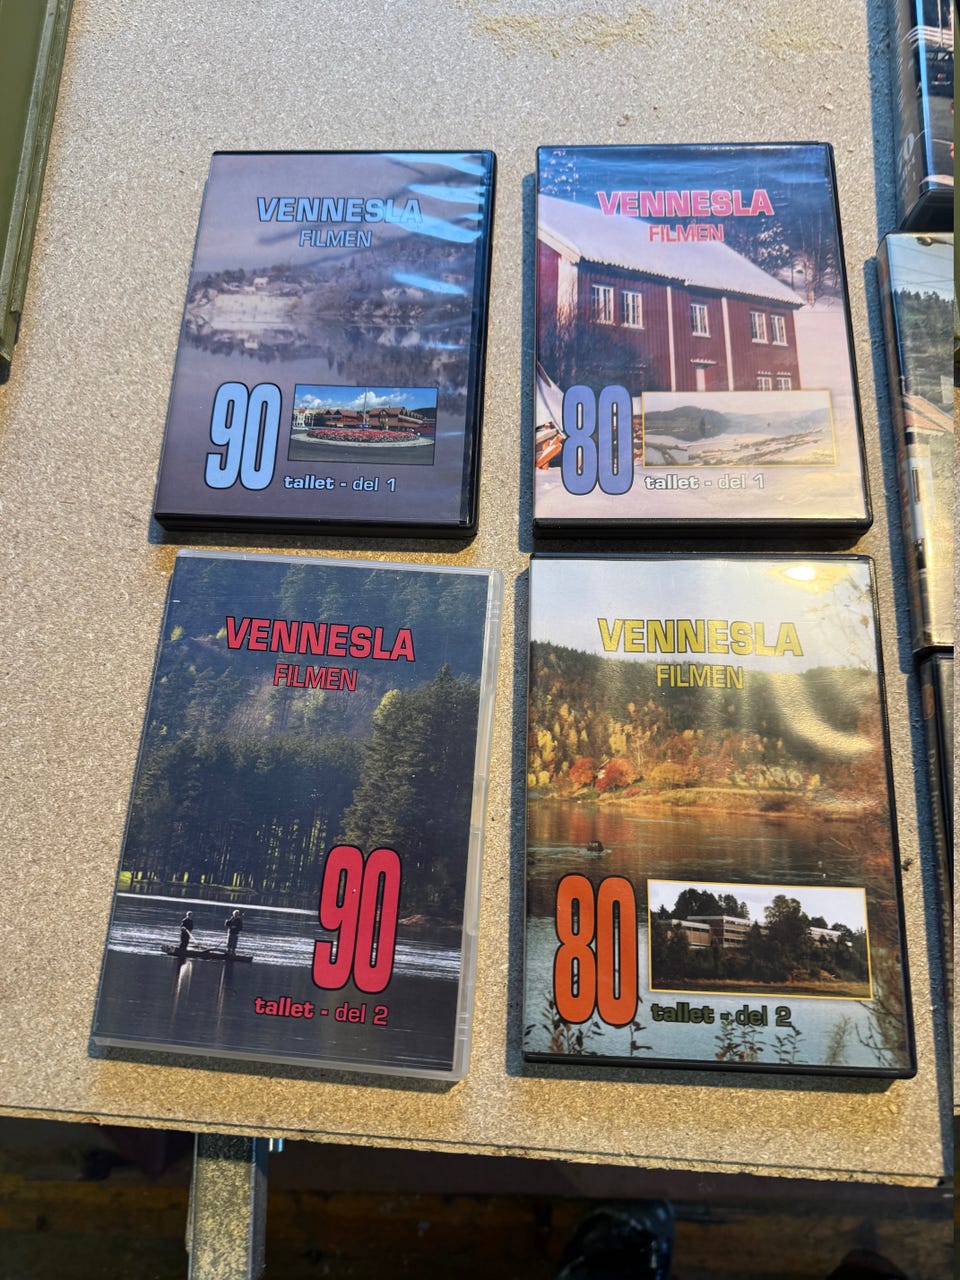 VENNESLA
FILMEN
90
tallet - del 1
VENNESLA
FILMEN
80
tallet - del 1
VENNESLA
FILMEN
90
tallet - del 2
VENNESLA
FILMEN
80
tallet - del 2